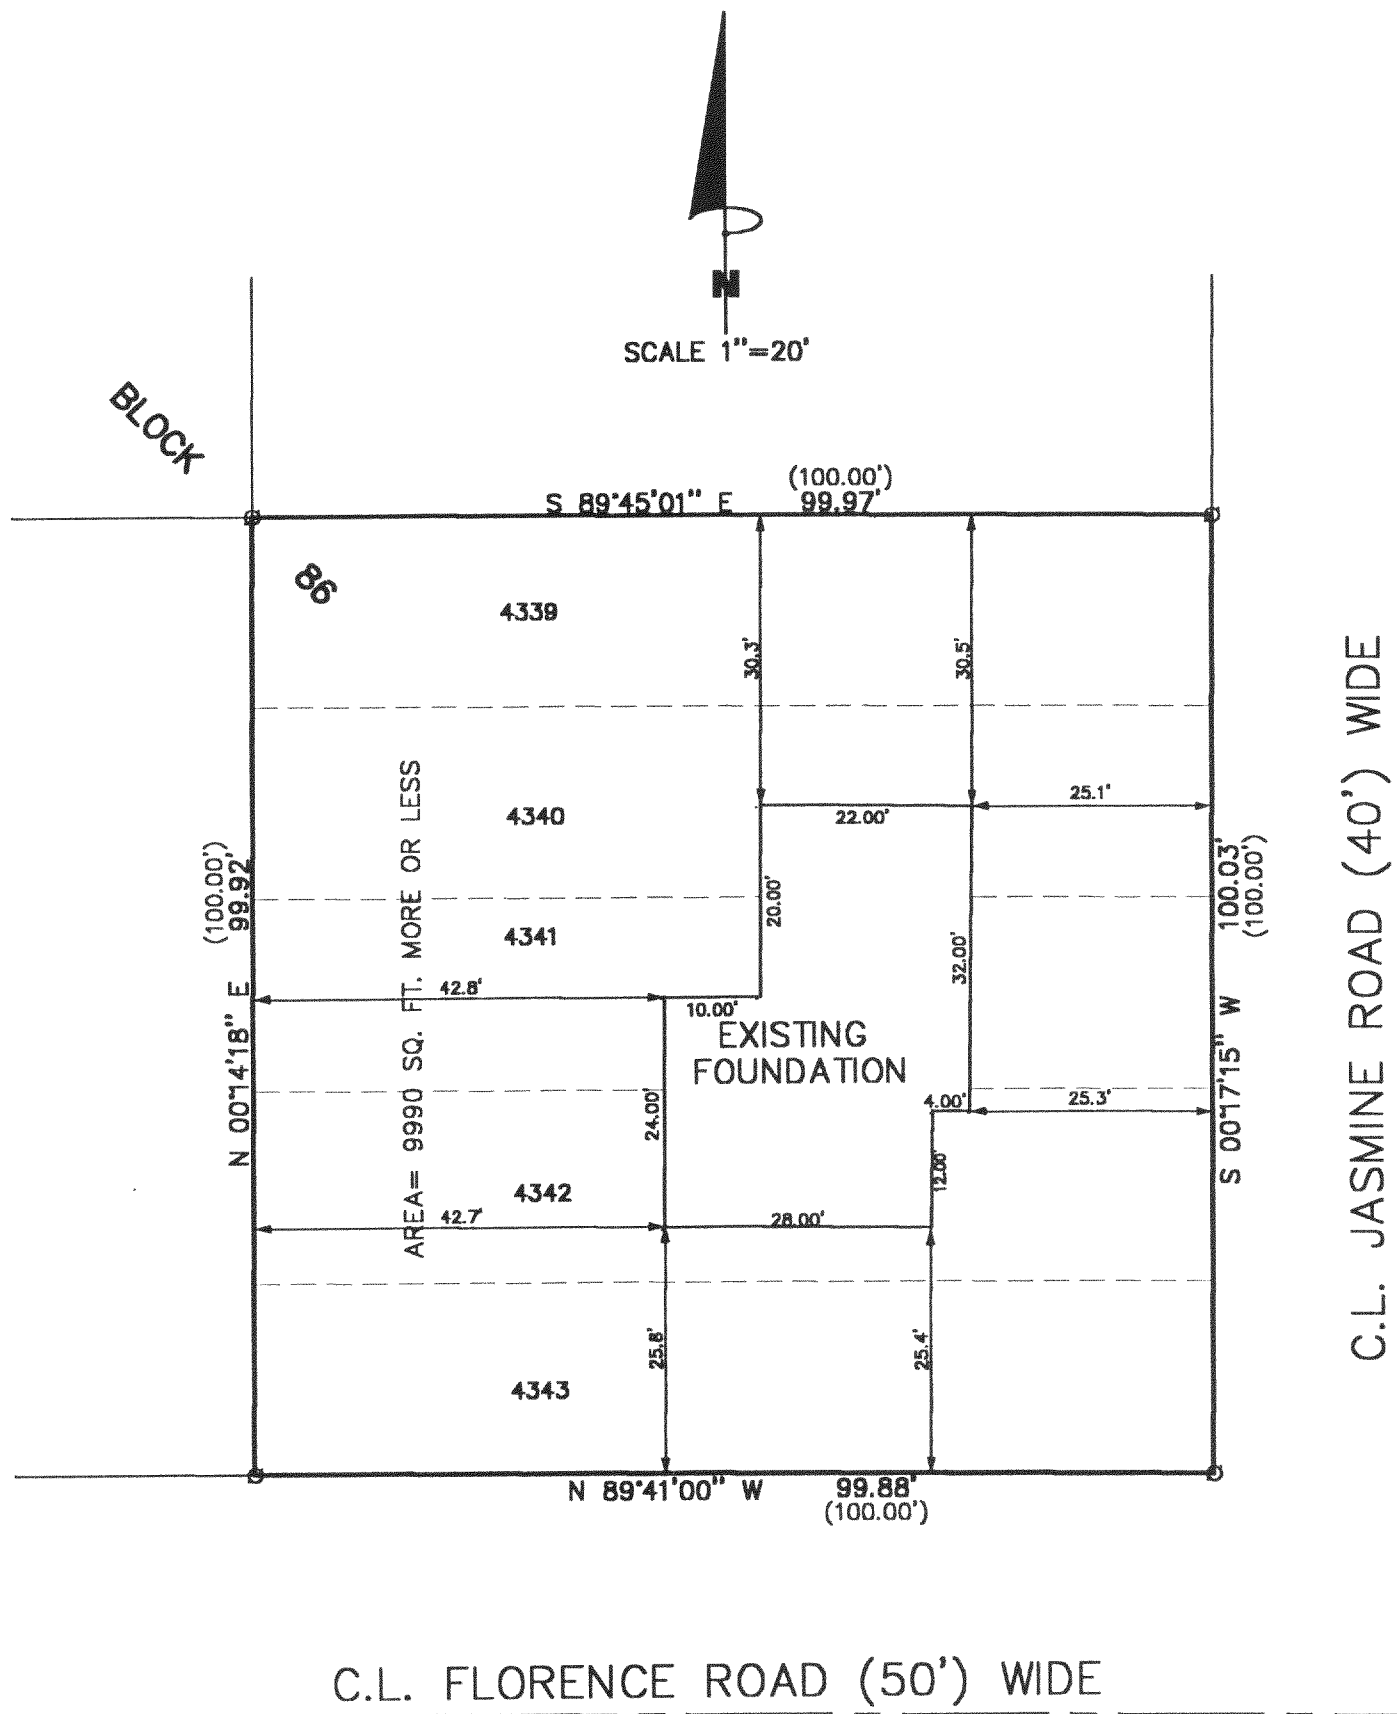 N
SCALE 1"=20'
BLOCK
86
(100.00')
S 89°45'01" E 99.97'
4339
30.3'
30.5'
4340
22.00'
25.1'
AREA= 9990 SQ. FT. MORE OR LESS
(100.00')
N 00°14'18" E 99.92'
4341
20.00'
32.00'
42.8'
10.00'
EXISTING
FOUNDATION
24.00'
4.00'
25.3'
12.00'
S 00°17'15" W 100.03'
(100.00')
4342
42.7'
28.00'
25.8'
25.4'
4343
N 89°41'00" W 99.88'
(100.00')
C.L. JASMINE ROAD (40') WIDE
C.L. FLORENCE ROAD (50') WIDE